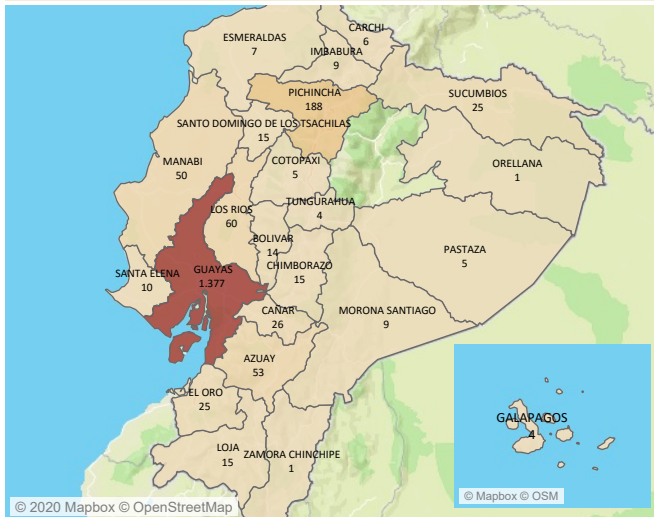 CARCHI
6
ESMERALDAS
7
IMBABURA
9
PICHINCHA
188
SUCUMBIOS
25
SANTO DOMINGO DE LOS TSACHILAS
15
COTOPAXI
5
MANABI
50
ORELLANA
1
TUNGURAHUA
4
LOS RIOS
60
BOLIVAR
14
PASTAZA
5
CHIMBORAZO
15
SANTA ELENA
10
GUAYAS
1.377
CAÑAR
26
MORONA SANTIAGO
9
AZUAY
53
EL ORO
25
GALAPAGOS
4
LOJA
15
ZAMORA CHINCHIPE
1
© Mapbox © OSM
© 2020 Mapbox © OpenStreetMap